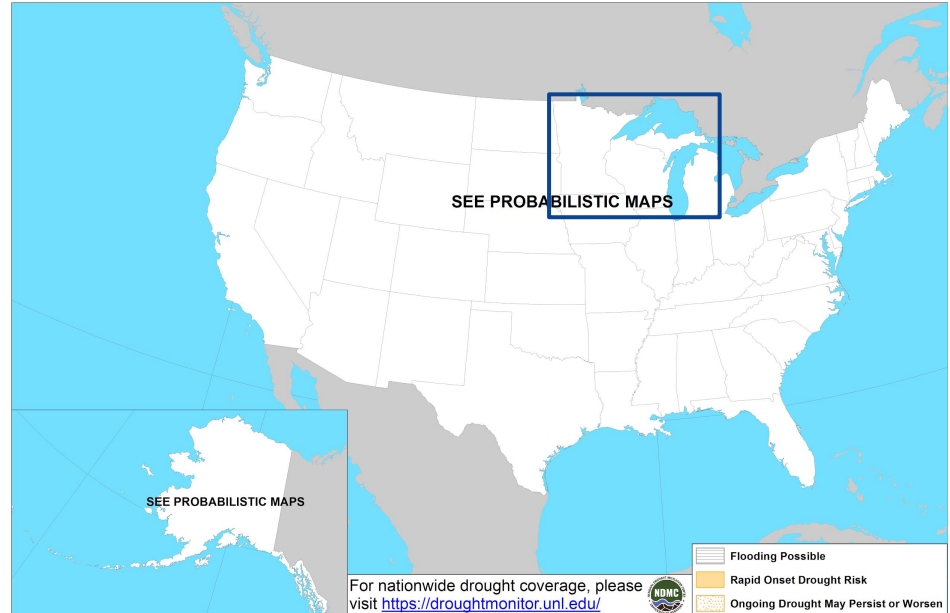 SEE PROBABILISTIC MAPS
SEE PROBABILISTIC MAPS
For nationwide drought coverage, please
visit https://droughtmonitor.unl.edu/
NDMC
Flooding Possible
Rapid Onset Drought Risk
Ongoing Drought May Persist or Worsen